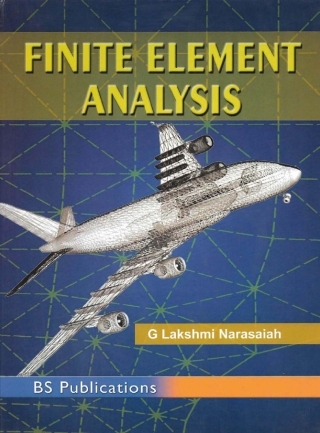 FINITE ELEMENT
ANALYSIS
G Lakshmi Narasaiah
BS Publications